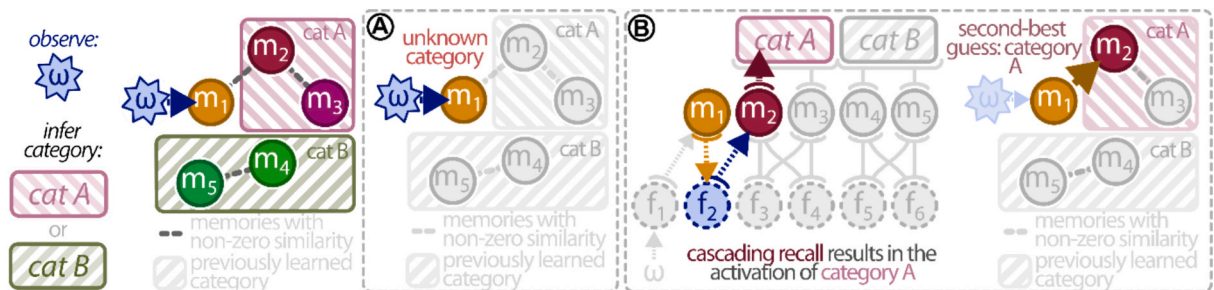 observe:
ω
infer
category:
cat A
or
cat B
cat A
m₂
ω
m₁
m₃
cat B
m₄
m₅
memories with
non-zero similarity
previously learned
category
A
unknown
category
cat A
m₂
ω
m₁
m₃
cat B
m₄
m₅
memories with
non-zero similarity
previously learned
category
B
cat A
cat B
m₁
m₂
m₃
m₄
m₅
f₁
f₂
f₃
f₄
f₅
f₆
ω
cascading recall results in the
activation of category A
second-best
guess: category
A
cat A
m₂
ω
m₁
m₃
cat B
m₄
m₅
memories with
non-zero similarity
previously learned
category